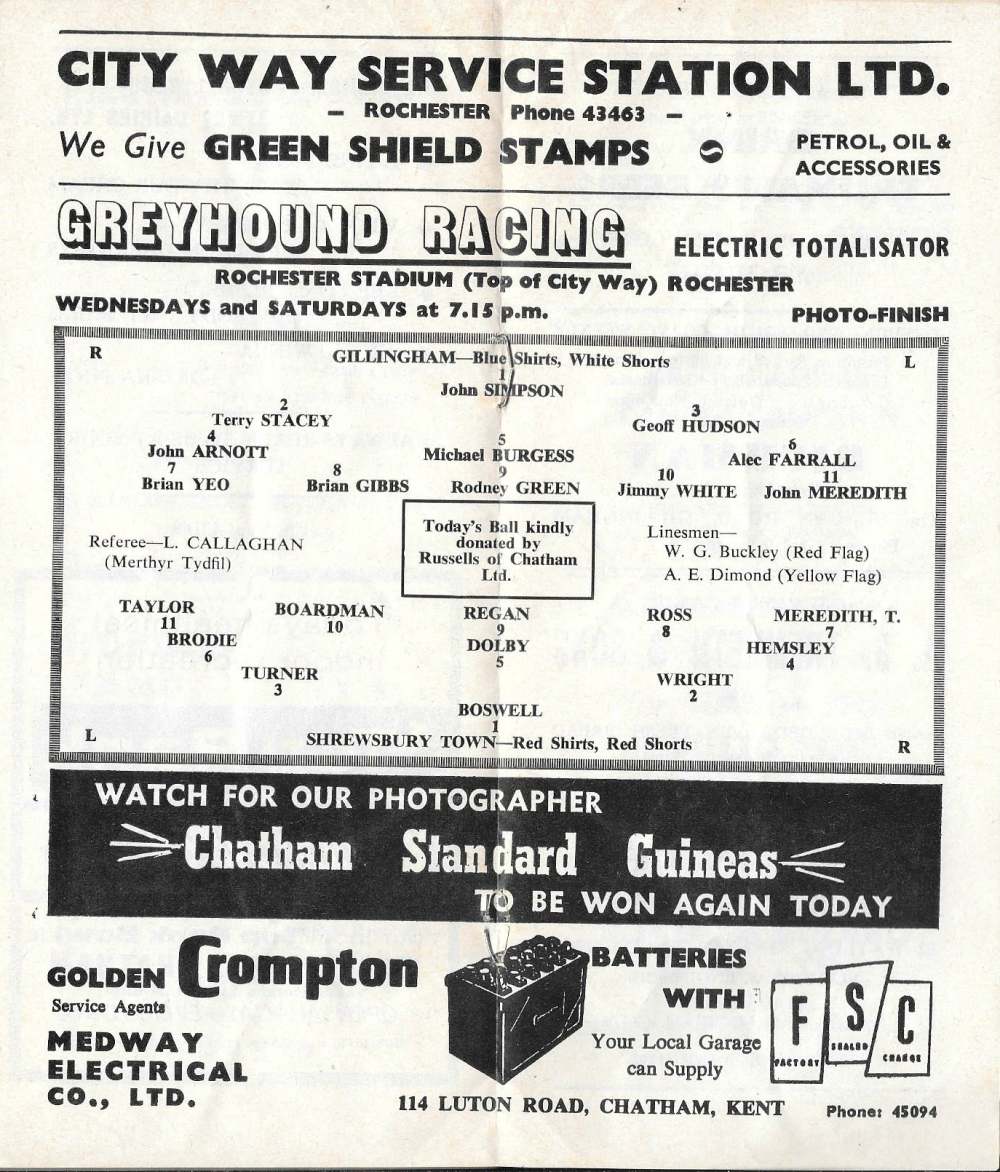 CITY WAY SERVICE STATION LTD.
— ROCHESTER Phone 43463 —
We Give GREEN SHIELD STAMPS
PETROL, OIL &
ACCESSORIES
GREYHOUND RACING
ELECTRIC TOTALISATOR
ROCHESTER STADIUM (Top of City Way) ROCHESTER
WEDNESDAYS and SATURDAYS at 7.15 p.m.
PHOTO-FINISH
R
L
GILLINGHAM—Blue Shirts, White Shorts
1
John SIMPSON
2
Terry STACEY
3
Geoff HUDSON
4
John ARNOTT
5
Michael BURGESS
6
Alec FARRALL
7
Brian YEO
8
Brian GIBBS
9
Rodney GREEN
10
Jimmy WHITE
11
John MEREDITH
Referee—L. CALLAGHAN
(Merthyr Tydfil)
Today's Ball kindly
donated by
Russells of Chatham
Ltd.
Linesmen—
W. G. Buckley (Red Flag)
A. E. Dimond (Yellow Flag)
TAYLOR
11
BOARDMAN
10
REGAN
9
ROSS
8
MEREDITH, T.
7
BRODIE
6
DOLBY
5
HEMSLEY
4
TURNER
3
WRIGHT
2
BOSWELL
1
SHREWSBURY TOWN—Red Shirts, Red Shorts
L
R
WATCH FOR OUR PHOTOGRAPHER
Chatham Standard Guineas
TO BE WON AGAIN TODAY
GOLDEN Crompton
Service Agents
MEDWAY
ELECTRICAL
CO., LTD.
BATTERIES
WITH
Your Local Garage
can Supply
F S C
FACTORY SEALED CHARGE
114 LUTON ROAD, CHATHAM, KENT
Phone: 45094